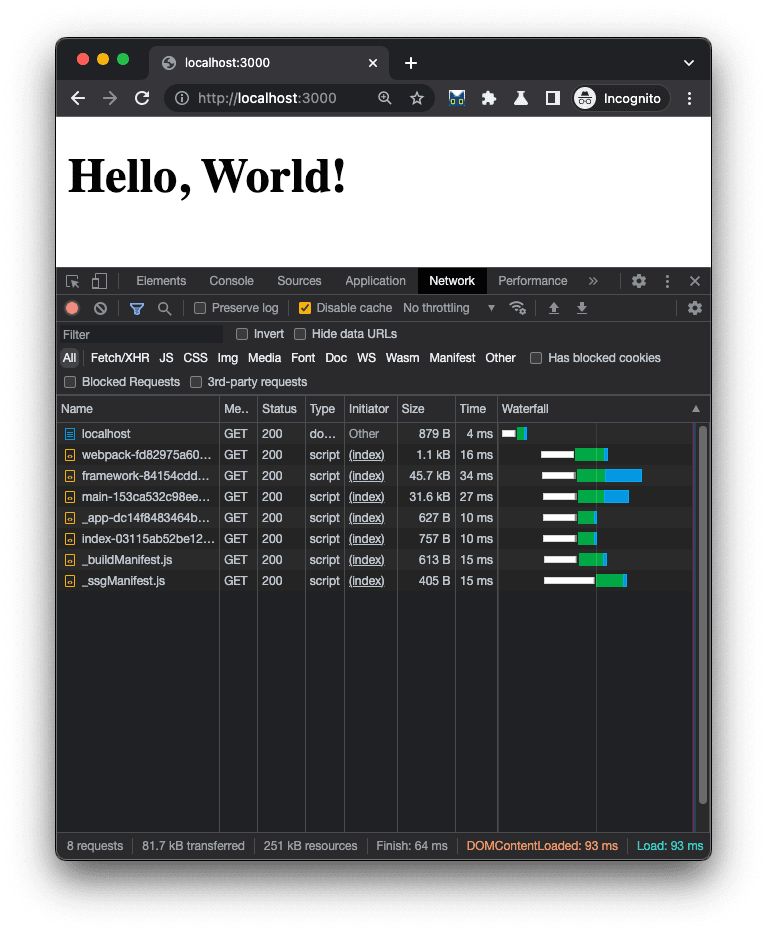 localhost:3000
http://localhost:3000
Incognito
Hello, World!
Elements Console Sources Application Network Performance »
Preserve log Disable cache No throttling
Filter Invert Hide data URLs
All Fetch/XHR JS CSS Img Media Font Doc WS Wasm Manifest Other Has blocked cookies
Blocked Requests 3rd-party requests
Name Me.. Status Type Initiator Size Time Waterfall
localhost GET 200 do... Other 879 B 4 ms
webpack-fd82975a60... GET 200 script (index) 1.1 kB 16 ms
framework-84154cdd... GET 200 script (index) 45.7 kB 34 ms
main-153ca532c98ee... GET 200 script (index) 31.6 kB 27 ms
_app-dc14f8483464b... GET 200 script (index) 627 B 10 ms
index-03115ab52be12... GET 200 script (index) 757 B 10 ms
_buildManifest.js GET 200 script (index) 613 B 15 ms
_ssgManifest.js GET 200 script (index) 405 B 15 ms
8 requests 81.7 kB transferred 251 kB resources Finish: 64 ms DOMContentLoaded: 93 ms Load: 93 ms